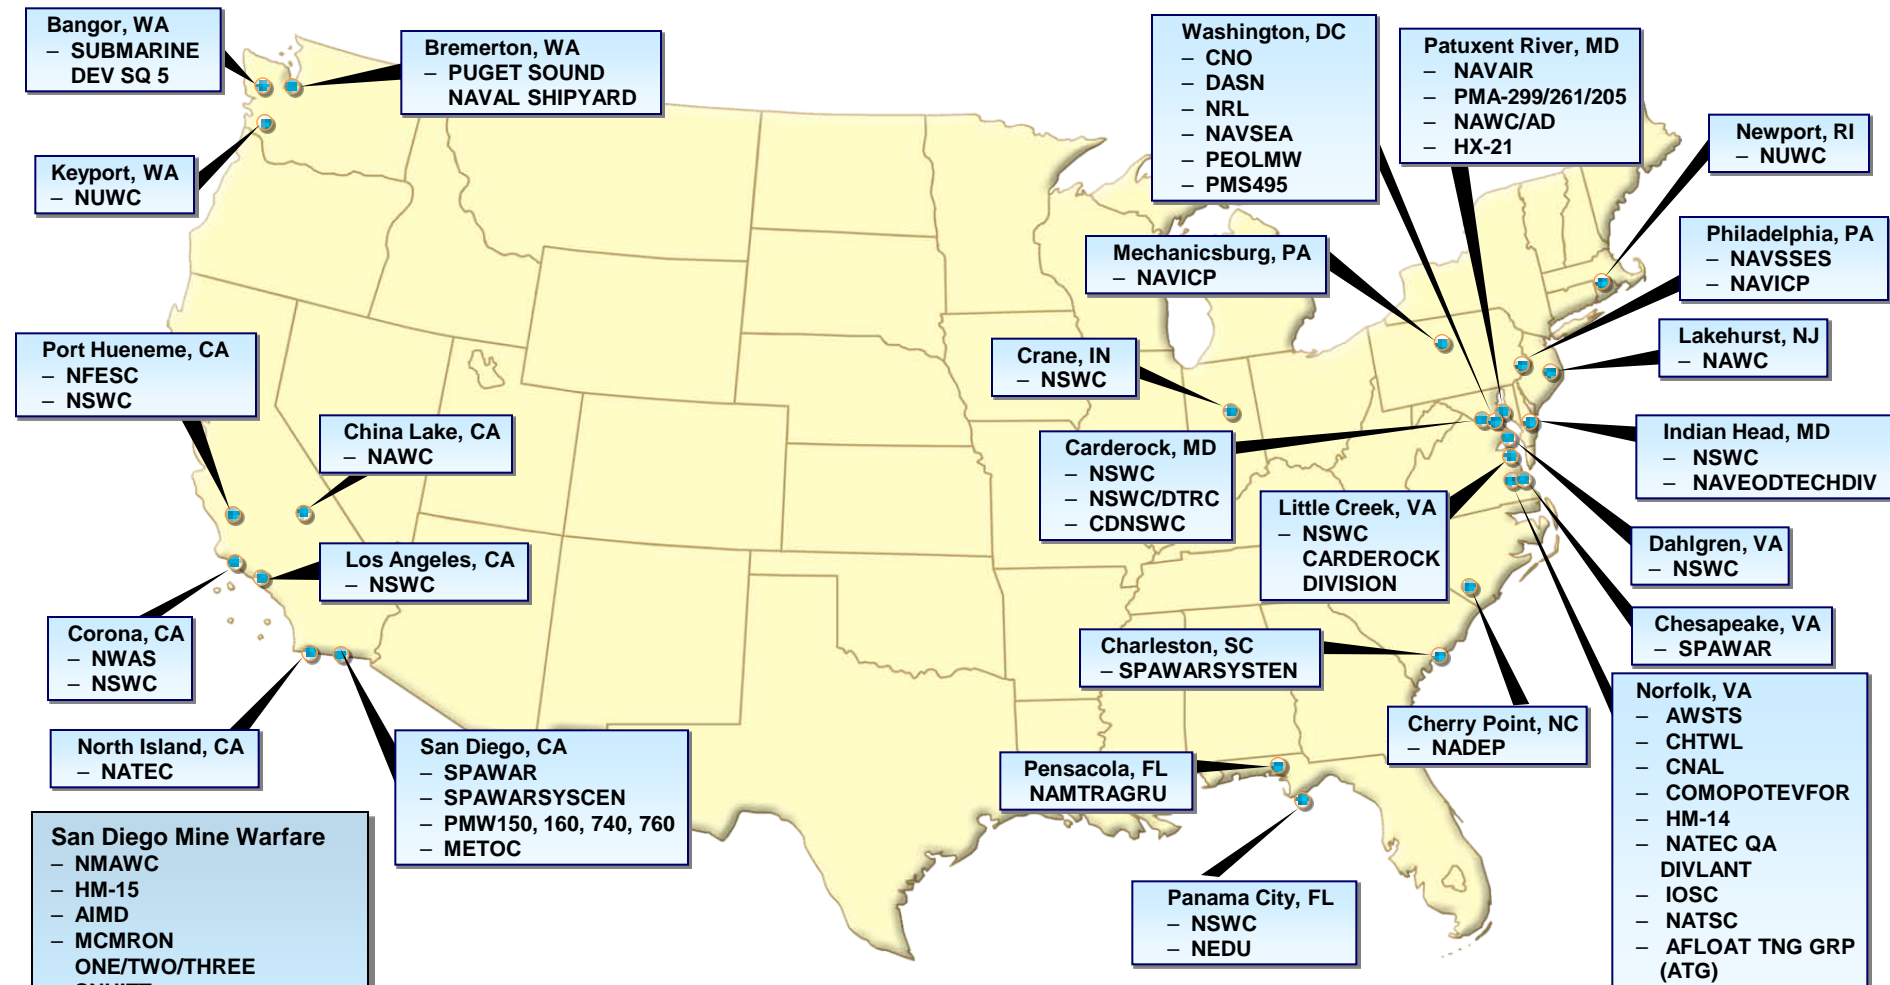 Bangor, WA
– SUBMARINE
DEV SQ 5
Bremerton, WA
– PUGET SOUND
NAVAL SHIPYARD
Keyport, WA
– NUWC
Washington, DC
– CNO
– DASN
– NRL
– NAVSEA
– PEOLMW
– PMS495
Patuxent River, MD
– NAVAIR
– PMA-299/261/205
– NAWC/AD
– HX-21
Newport, RI
– NUWC
Mechanicsburg, PA
– NAVICP
Philadelphia, PA
– NAVSSES
– NAVICP
Port Hueneme, CA
– NFESC
– NSWC
Crane, IN
– NSWC
Lakehurst, NJ
– NAWC
China Lake, CA
– NAWC
Carderock, MD
– NSWC
– NSWC/DTRC
– CDNSWC
Indian Head, MD
– NSWC
– NAVEODTECHDIV
Little Creek, VA
– NSWC
CARDEROCK
DIVISION
Dahlgren, VA
– NSWC
Los Angeles, CA
– NSWC
Corona, CA
– NWAS
– NSWC
Chesapeake, VA
– SPAWAR
Charleston, SC
– SPAWARSYSTEN
North Island, CA
– NATEC
San Diego, CA
– SPAWAR
– SPAWARSYSCEN
– PMW150, 160, 740, 760
– METOC
Cherry Point, NC
– NADEP
Pensacola, FL
NAMTRAGRU
Norfolk, VA
– AWSTS
– CHTWL
– CNAL
– COMOPOTEVFOR
– HM-14
– NATEC QA
DIVLANT
– IOSC
– NATSC
– AFLOAT TNG GRP
(ATG)
San Diego Mine Warfare
– NMAWC
– HM-15
– AIMD
– MCMRON
ONE/TWO/THREE
Panama City, FL
– NSWC
– NEDU